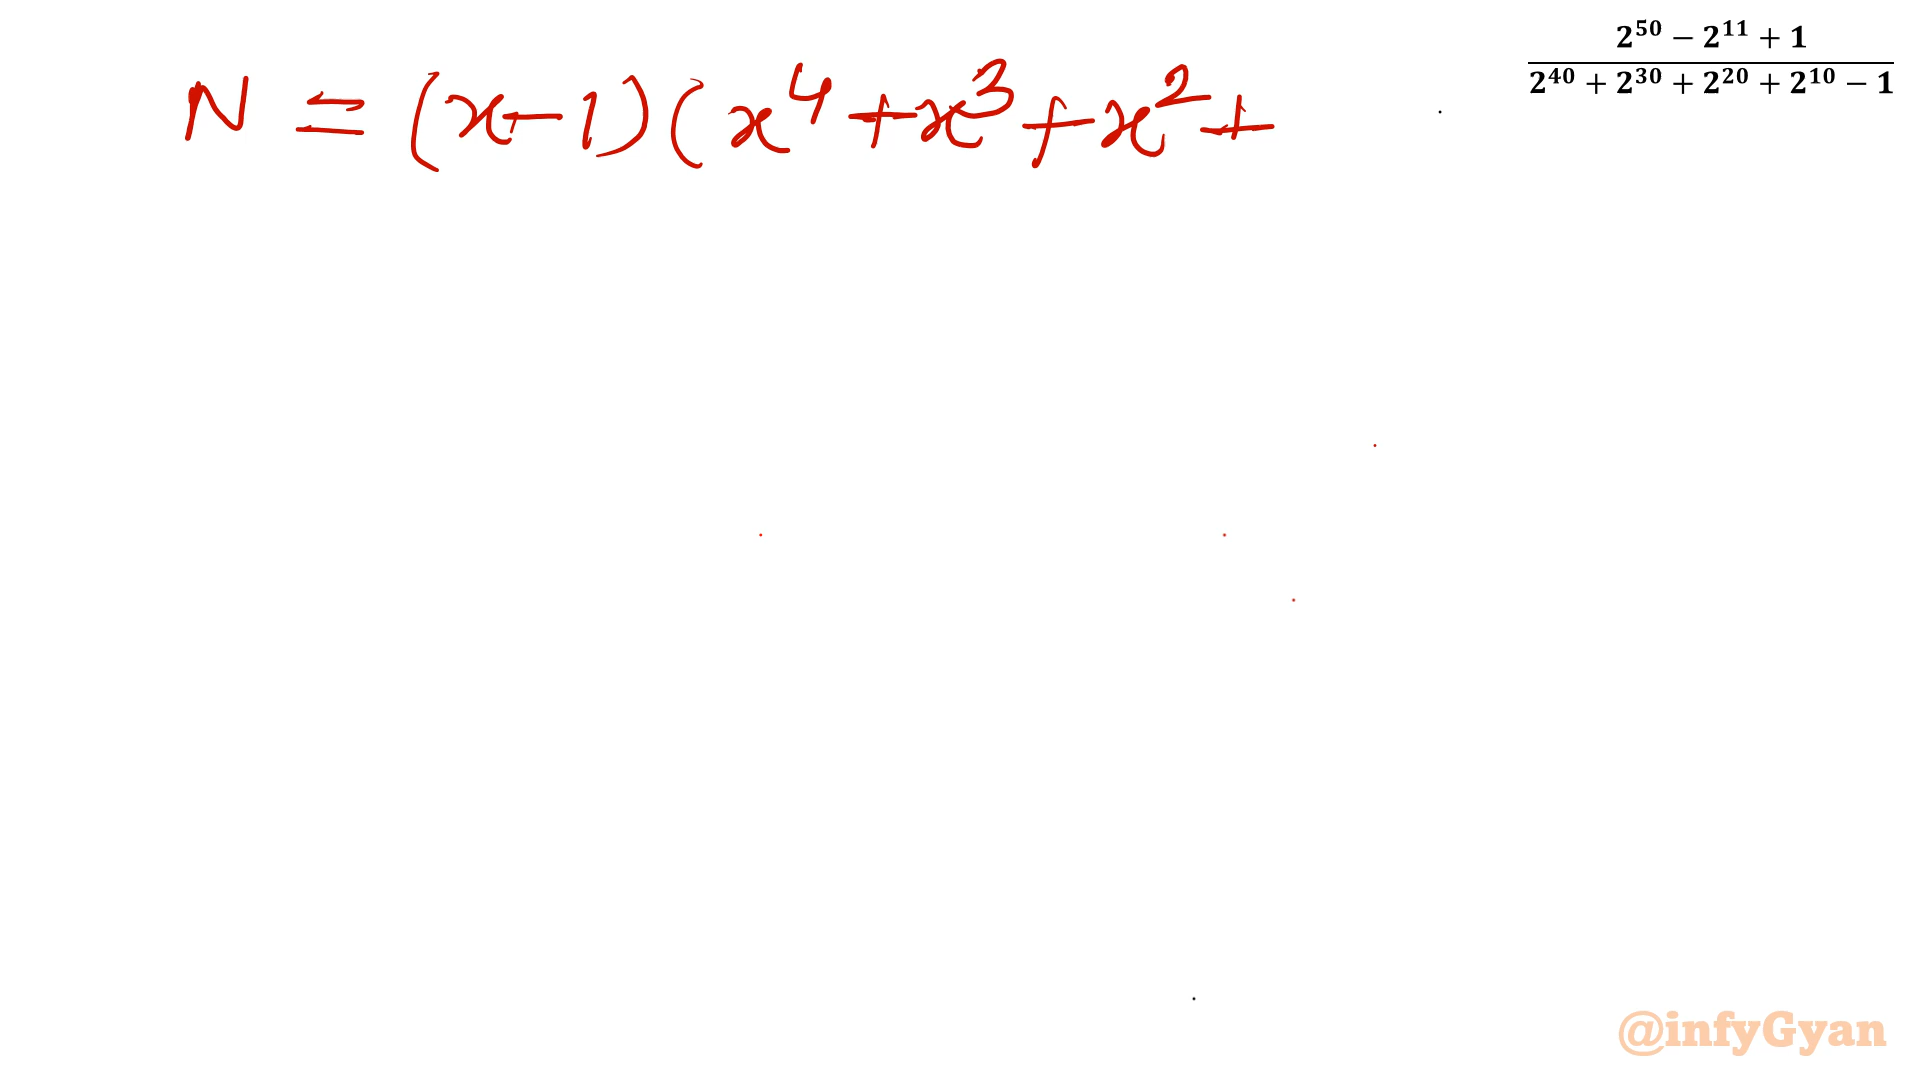 2⁵⁰ − 2¹¹ + 1
2⁴⁰ + 2³⁰ + 2²⁰ + 2¹⁰ − 1
N = (x-1)(x⁴+x³+x²+
@infyGyan